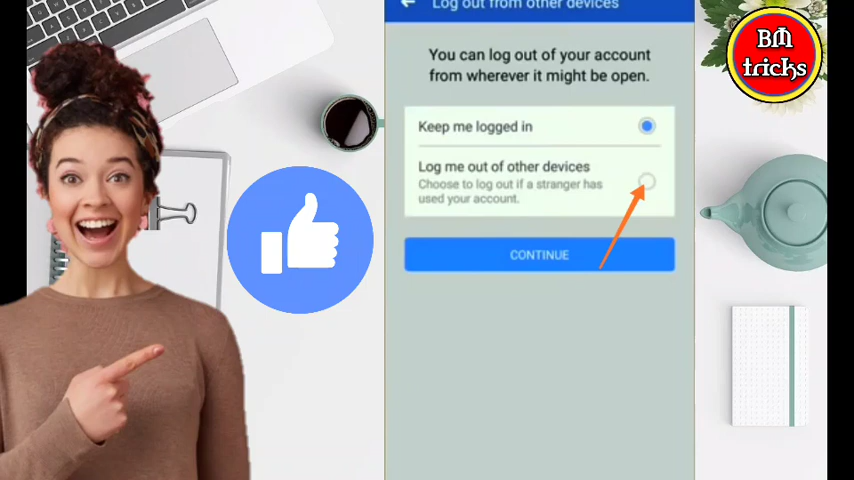 Log out from other devices
BM
tricks
You can log out of your account
from wherever it might be open.
Keep me logged in
Log me out of other devices
Choose to log out if a stranger has
used your account.
CONTINUE